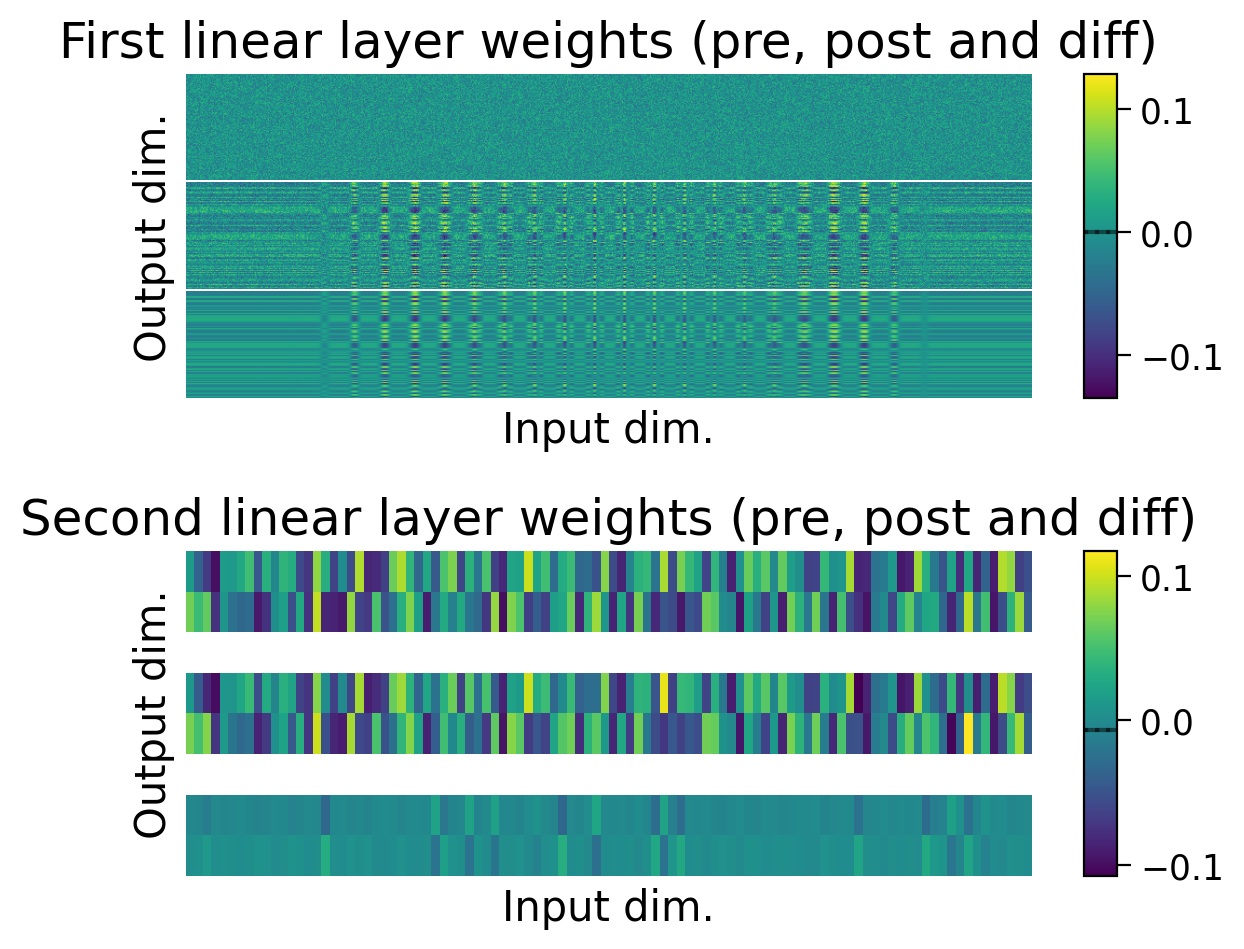 First linear layer weights (pre, post and diff)
Output dim.
0.1
0.0
−0.1
Input dim.
Second linear layer weights (pre, post and diff)
Output dim.
0.1
0.0
−0.1
Input dim.